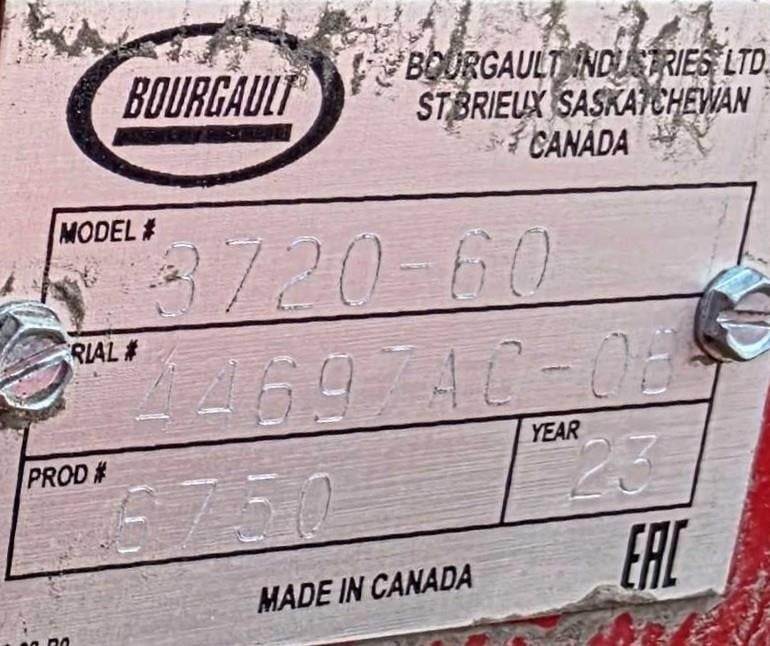 BOURGAULT
BOURGAULT INDUSTRIES LTD.
ST.BRIEUX SASKATCHEWAN
CANADA
MODEL #
3720-60
RIAL #
44697AC-06
PROD #
6750
YEAR
23
MADE IN CANADA
EAC